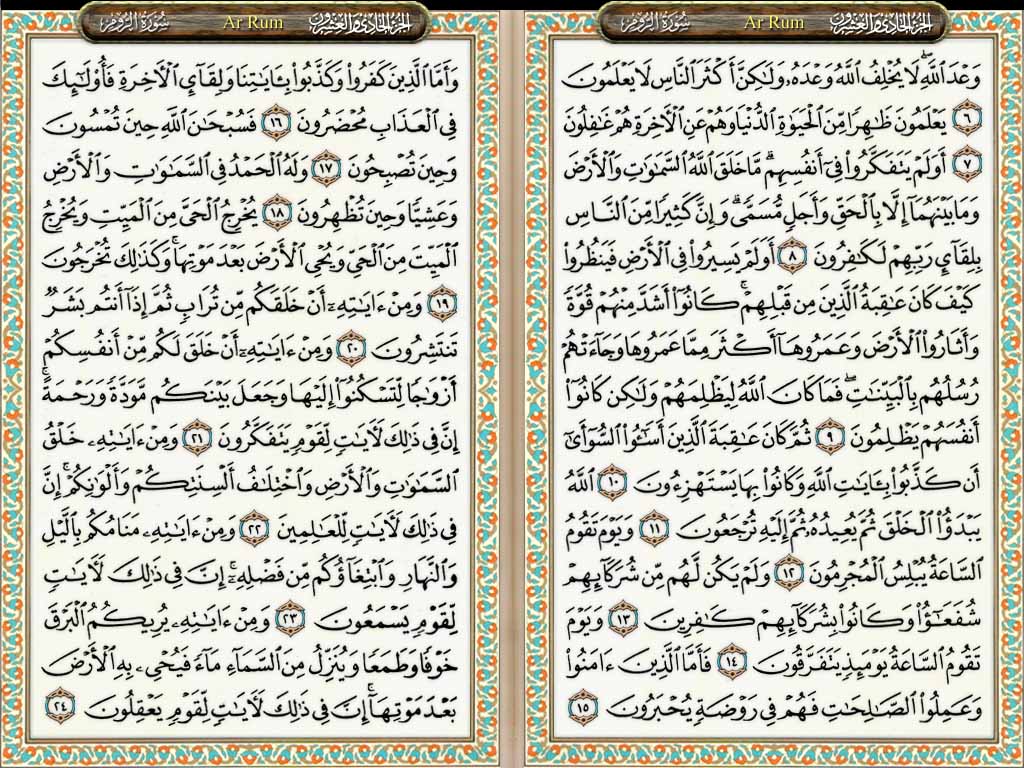 الجزء الحادي والعشرون Ar Rum سورة الروم
وَعْدَ ٱللَّهِ ۖ لَا يُخْلِفُ ٱللَّهُ وَعْدَهُۥ وَلَـٰكِنَّ أَكْثَرَ ٱلنَّاسِ لَا يَعْلَمُونَ
٦ يَعْلَمُونَ ظَـٰهِرًا مِّنَ ٱلْحَيَوٰةِ ٱلدُّنْيَا وَهُمْ عَنِ ٱلْـَٔاخِرَةِ هُمْ غَـٰفِلُونَ
٧ أَوَلَمْ يَتَفَكَّرُوا۟ فِىٓ أَنفُسِهِم ۗ مَّا خَلَقَ ٱللَّهُ ٱلسَّمَـٰوَٰتِ وَٱلْأَرْضَ
وَمَا بَيْنَهُمَآ إِلَّا بِٱلْحَقِّ وَأَجَلٍ مُّسَمًّى ۗ وَإِنَّ كَثِيرًا مِّنَ ٱلنَّاسِ
بِلِقَآئِ رَبِّهِمْ لَكَـٰفِرُونَ ٨ أَوَلَمْ يَسِيرُوا۟ فِى ٱلْأَرْضِ فَيَنظُرُوا۟
كَيْفَ كَانَ عَـٰقِبَةُ ٱلَّذِينَ مِن قَبْلِهِمْ ۚ كَانُوٓا۟ أَشَدَّ مِنْهُمْ قُوَّةً
وَأَثَارُوا۟ ٱلْأَرْضَ وَعَمَرُوهَآ أَكْثَرَ مِمَّا عَمَرُوهَا وَجَآءَتْهُمْ
رُسُلُهُم بِٱلْبَيِّنَـٰتِ ۖ فَمَا كَانَ ٱللَّهُ لِيَظْلِمَهُمْ وَلَـٰكِن كَانُوٓا۟
أَنفُسَهُمْ يَظْلِمُونَ ٩ ثُمَّ كَانَ عَـٰقِبَةَ ٱلَّذِينَ أَسَـٰٓـُٔوا۟ ٱلسُّوٓأَىٰٓ
أَن كَذَّبُوا۟ بِـَٔايَـٰتِ ٱللَّهِ وَكَانُوا۟ بِهَا يَسْتَهْزِءُونَ ١٠ ٱللَّهُ
يَبْدَؤُا۟ ٱلْخَلْقَ ثُمَّ يُعِيدُهُۥ ثُمَّ إِلَيْهِ تُرْجَعُونَ ١١ وَيَوْمَ تَقُومُ
ٱلسَّاعَةُ يُبْلِسُ ٱلْمُجْرِمُونَ ١٢ وَلَمْ يَكُن لَّهُم مِّن شُرَكَآئِهِمْ
شُفَعَـٰٓؤُا۟ وَكَانُوا۟ بِشُرَكَآئِهِمْ كَـٰفِرِينَ ١٣ وَيَوْمَ
تَقُومُ ٱلسَّاعَةُ يَوْمَئِذٍ يَتَفَرَّقُونَ ١٤ فَأَمَّا ٱلَّذِينَ ءَامَنُوا۟
وَعَمِلُوا۟ ٱلصَّـٰلِحَـٰتِ فَهُمْ فِى رَوْضَةٍ يُحْبَرُونَ ١٥
الجزء الحادي والعشرون Ar Rum سورة الروم
وَأَمَّا ٱلَّذِينَ كَفَرُوا۟ وَكَذَّبُوا۟ بِـَٔايَـٰتِنَا وَلِقَآئِ ٱلْـَٔاخِرَةِ فَأُو۟لَـٰٓئِكَ
فِى ٱلْعَذَابِ مُحْضَرُونَ ١٦ فَسُبْحَـٰنَ ٱللَّهِ حِينَ تُمْسُونَ
وَحِينَ تُصْبِحُونَ ١٧ وَلَهُ ٱلْحَمْدُ فِى ٱلسَّمَـٰوَٰتِ وَٱلْأَرْضِ
وَعَشِيًّا وَحِينَ تُظْهِرُونَ ١٨ يُخْرِجُ ٱلْحَىَّ مِنَ ٱلْمَيِّتِ وَيُخْرِجُ
ٱلْمَيِّتَ مِنَ ٱلْحَىِّ وَيُحْىِ ٱلْأَرْضَ بَعْدَ مَوْتِهَا ۚ وَكَذَٰلِكَ تُخْرَجُونَ
١٩ وَمِنْ ءَايَـٰتِهِۦٓ أَنْ خَلَقَكُم مِّن تُرَابٍ ثُمَّ إِذَآ أَنتُم بَشَرٌ
تَنتَشِرُونَ ٢٠ وَمِنْ ءَايَـٰتِهِۦٓ أَنْ خَلَقَ لَكُم مِّنْ أَنفُسِكُمْ
أَزْوَٰجًا لِّتَسْكُنُوٓا۟ إِلَيْهَا وَجَعَلَ بَيْنَكُم مَّوَدَّةً وَرَحْمَةً ۚ
إِنَّ فِى ذَٰلِكَ لَـَٔايَـٰتٍ لِّقَوْمٍ يَتَفَكَّرُونَ ٢١ وَمِنْ ءَايَـٰتِهِۦ خَلْقُ
ٱلسَّمَـٰوَٰتِ وَٱلْأَرْضِ وَٱخْتِلَـٰفُ أَلْسِنَتِكُمْ وَأَلْوَٰنِكُمْ ۚ إِنَّ
فِى ذَٰلِكَ لَـَٔايَـٰتٍ لِّلْعَـٰلِمِينَ ٢٢ وَمِنْ ءَايَـٰتِهِۦ مَنَامُكُم بِٱلَّيْلِ
وَٱلنَّهَارِ وَٱبْتِغَآؤُكُم مِّن فَضْلِهِۦٓ ۚ إِنَّ فِى ذَٰلِكَ لَـَٔايَـٰتٍ
لِّقَوْمٍ يَسْمَعُونَ ٢٣ وَمِنْ ءَايَـٰتِهِۦ يُرِيكُمُ ٱلْبَرْقَ
خَوْفًا وَطَمَعًا وَيُنَزِّلُ مِنَ ٱلسَّمَآءِ مَآءً فَيُحْىِۦ بِهِ ٱلْأَرْضَ
بَعْدَ مَوْتِهَآ ۚ إِنَّ فِى ذَٰلِكَ لَـَٔايَـٰتٍ لِّقَوْمٍ يَعْقِلُونَ ٢٤